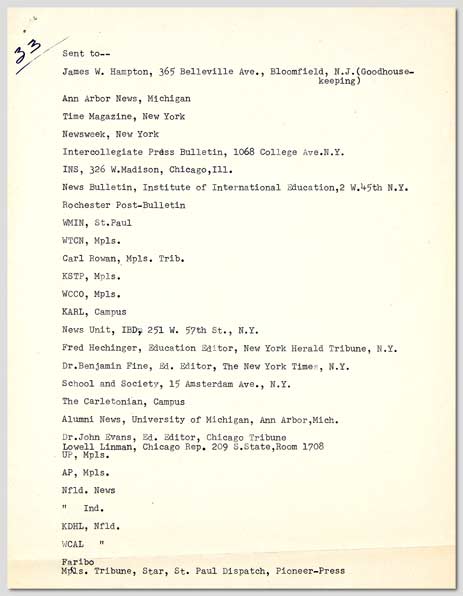 33
Sent to--
James W. Hampton, 365 Belleville Ave., Bloomfield, N.J.(Goodhouse-
keeping)
Ann Arbor News, Michigan
Time Magazine, New York
Newsweek, New York
Intercollegiate Press Bulletin, 1068 College Ave.N.Y.
INS, 326 W.Madison, Chicago,Ill.
News Bulletin, Institute of International Education,2 W.45th N.Y.
Rochester Post-Bulletin
WMIN, St.Paul
WTCN, Mpls.
Carl Rowan, Mpls. Trib.
KSTP, Mpls.
WCCO, Mpls.
KARL, Campus
News Unit, IBD, 251 W. 57th St., N.Y.
Fred Hechinger, Education Editor, New York Herald Tribune, N.Y.
Dr.Benjamin Fine, Ed. Editor, The New York Times, N.Y.
School and Society, 15 Amsterdam Ave., N.Y.
The Carletonian, Campus
Alumni News, University of Michigan, Ann Arbor,Mich.
Dr.John Evans, Ed. Editor, Chicago Tribune
Lowell Linman, Chicago Rep. 209 S.State,Room 1708
UP, Mpls.
AP, Mpls.
Nfld. News
" Ind.
KDHL, Nfld.
WCAL "
Faribo
Mpls. Tribune, Star, St. Paul Dispatch, Pioneer-Press